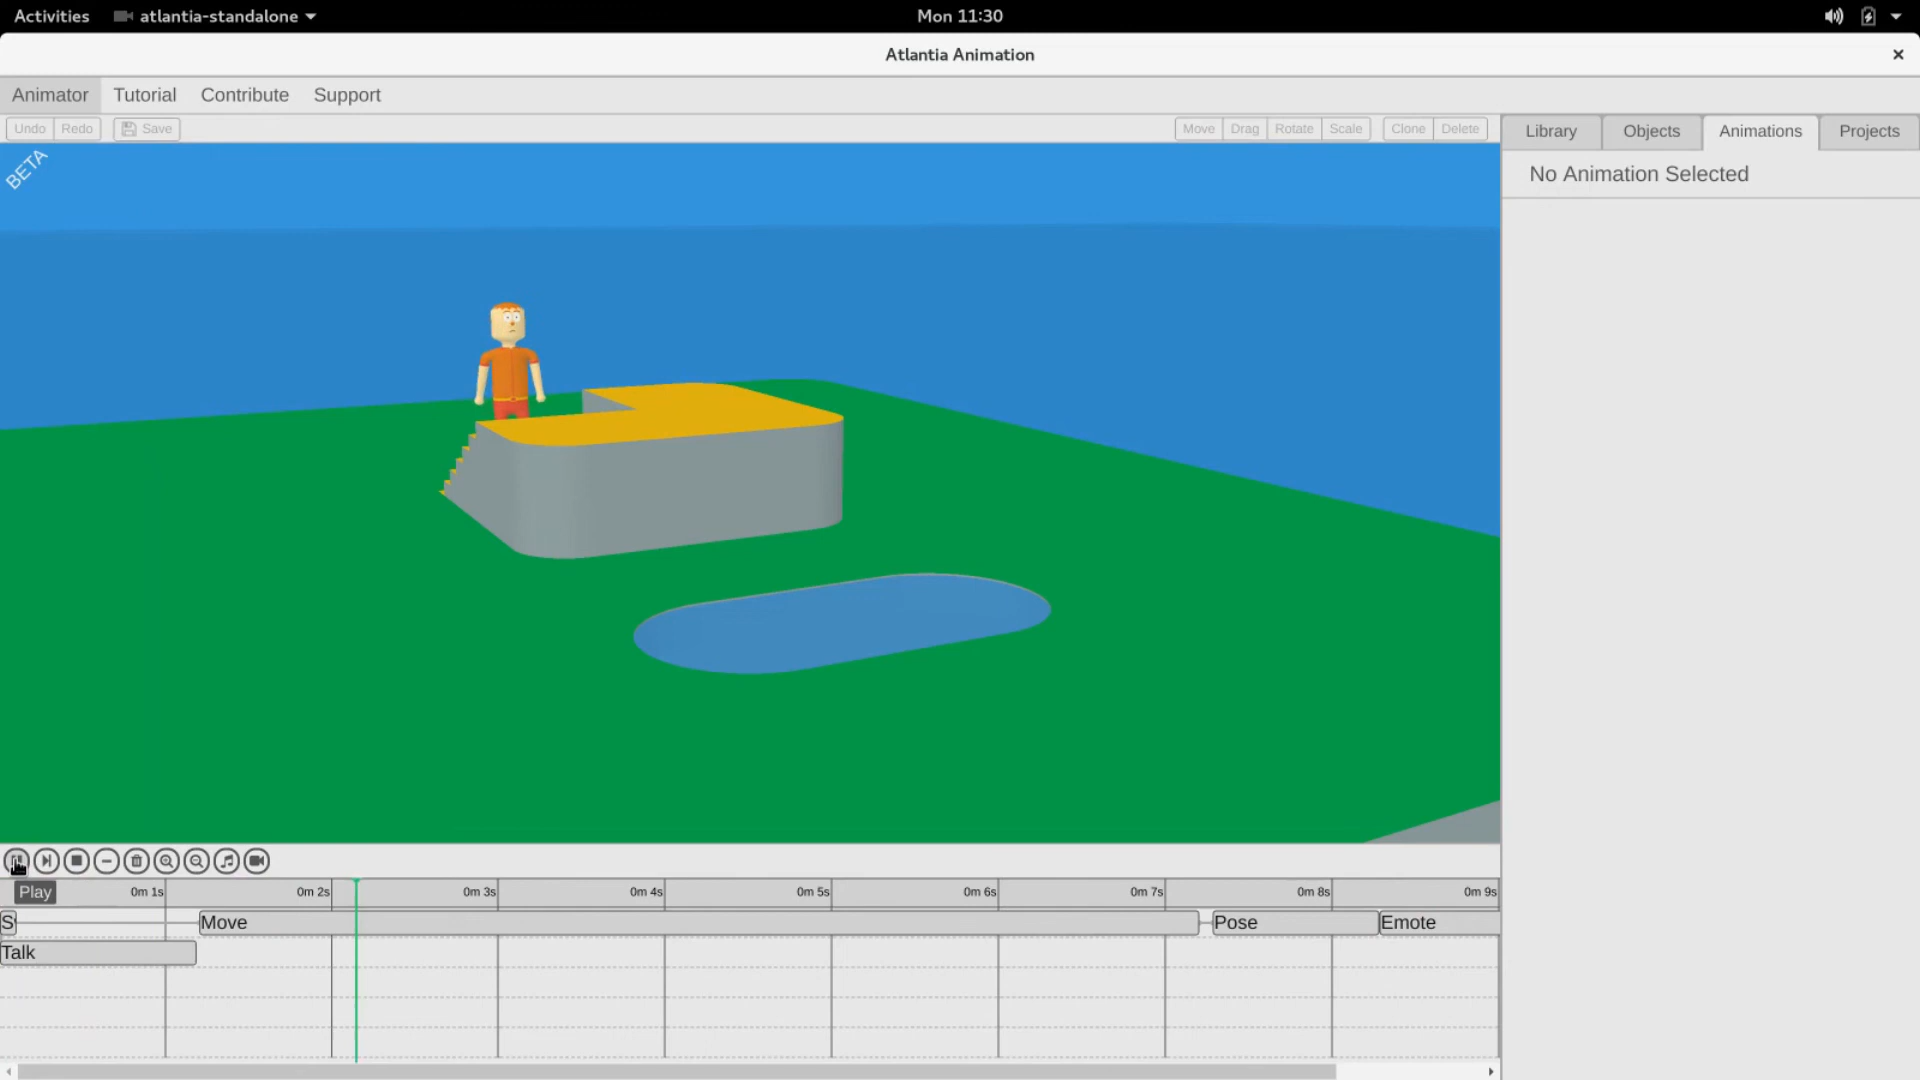 Activities atlantia-standalone Mon 11:30
Atlantia Animation
Animator Tutorial Contribute Support
Undo Redo Save Move Drag Rotate Scale Clone Delete Library Objects Animations Projects
BETA
No Animation Selected
Play 0m 1s 0m 2s 0m 3s 0m 4s 0m 5s 0m 6s 0m 7s 0m 8s 0m 9s
S Move Pose Emote
Talk